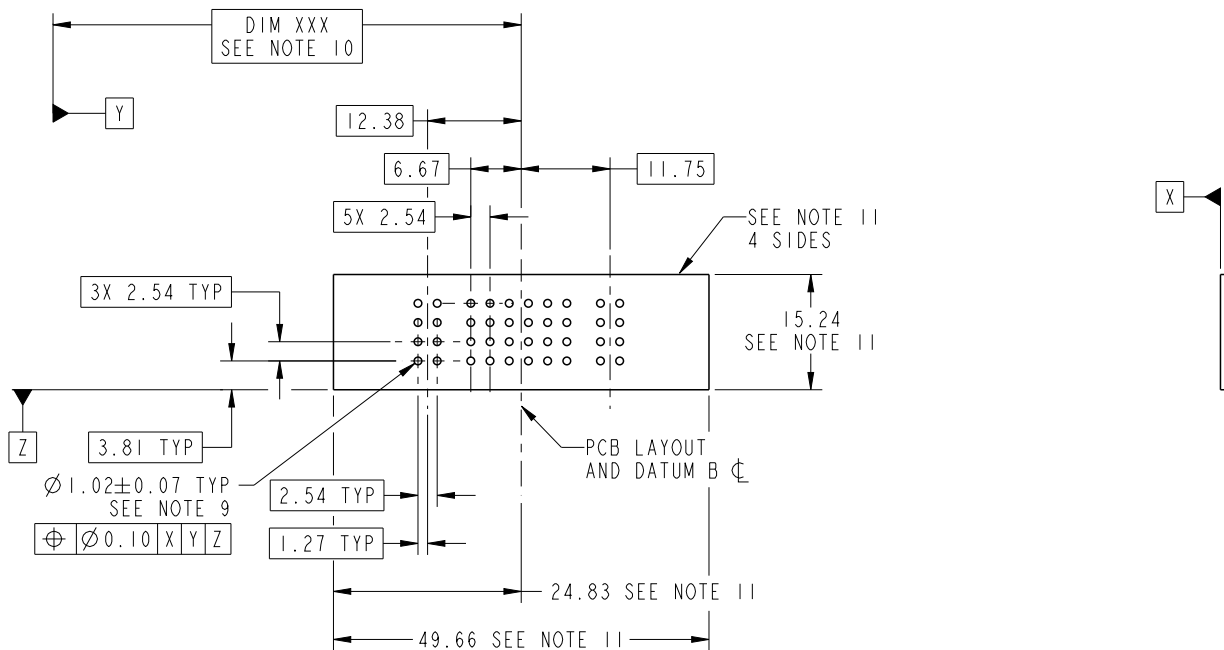 DIM XXX
SEE NOTE 10
Y
12.38
6.67
11.75
X
5X 2.54
SEE NOTE 11
4 SIDES
3X 2.54 TYP
15.24
SEE NOTE 11
Z
3.81 TYP
PCB LAYOUT
AND DATUM B ℄
Ø1.02±0.07 TYP
SEE NOTE 9
2.54 TYP
⌖ Ø0.10 X Y Z
1.27 TYP
24.83 SEE NOTE 11
49.66 SEE NOTE 11